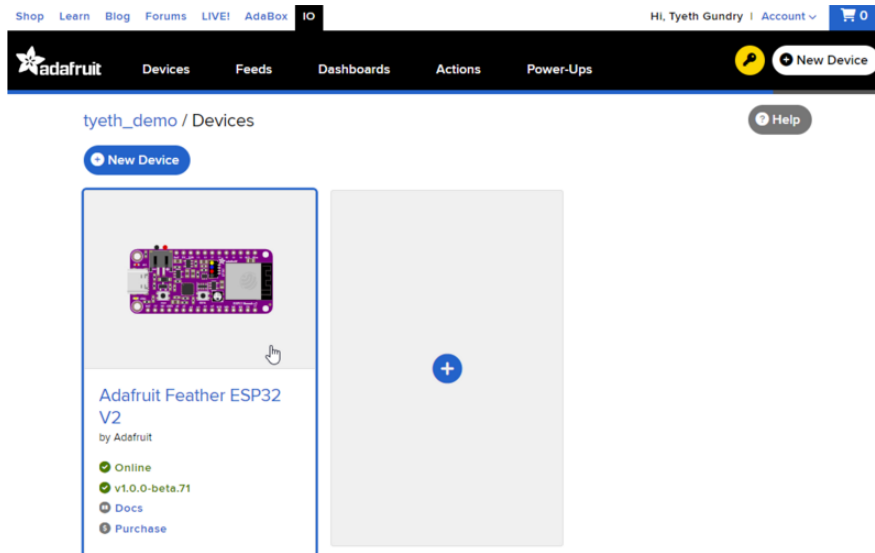 Shop Learn Blog Forums LIVE! AdaBox IO Hi, Tyeth Gundry | Account 0
adafruit Devices Feeds Dashboards Actions Power-Ups New Device
tyeth_demo / Devices Help
New Device
Adafruit Feather ESP32
V2
by Adafruit
Online
v1.0.0-beta.71
Docs
Purchase